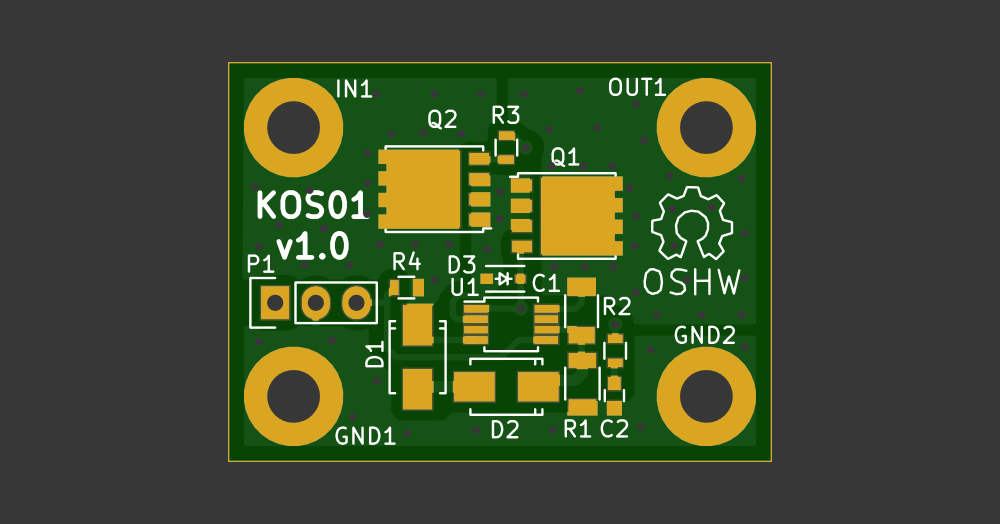 IN1
OUT1
Q2
R3
Q1
KOS01
v1.0
P1
R4
D3
U1
C1
OSHW
R2
GND2
D1
GND1
D2
R1
C2